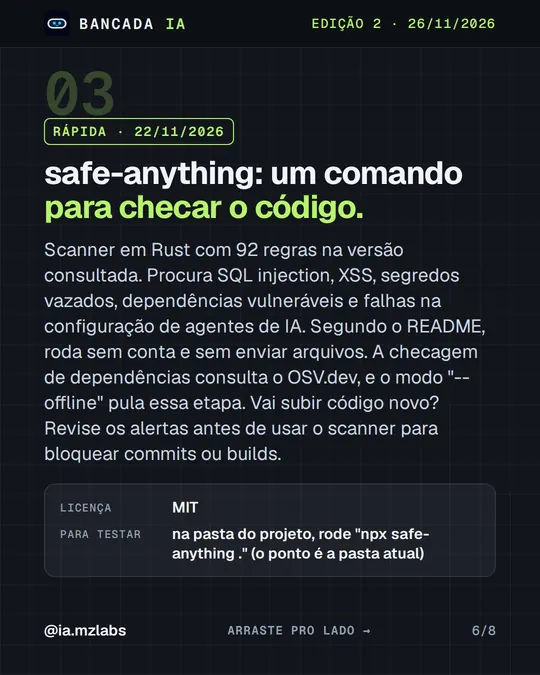 BANCADA IA
EDIÇÃO 2 · 26/11/2026
03
RÁPIDA · 22/11/2026
safe-anything: um comando
para checar o código.
Scanner em Rust com 92 regras na versão
consultada. Procura SQL injection, XSS, segredos
vazados, dependências vulneráveis e falhas na
configuração de agentes de IA. Segundo o README,
roda sem conta e sem enviar arquivos. A checagem
de dependências consulta o OSV.dev, e o modo "--
offline" pula essa etapa. Vai subir código novo?
Revise os alertas antes de usar o scanner para
bloquear commits ou builds.
LICENÇA MIT
PARA TESTAR na pasta do projeto, rode "npx safe-
anything ." (o ponto é a pasta atual)
@ia.mzlabs
ARRASTE PRO LADO →
6/8